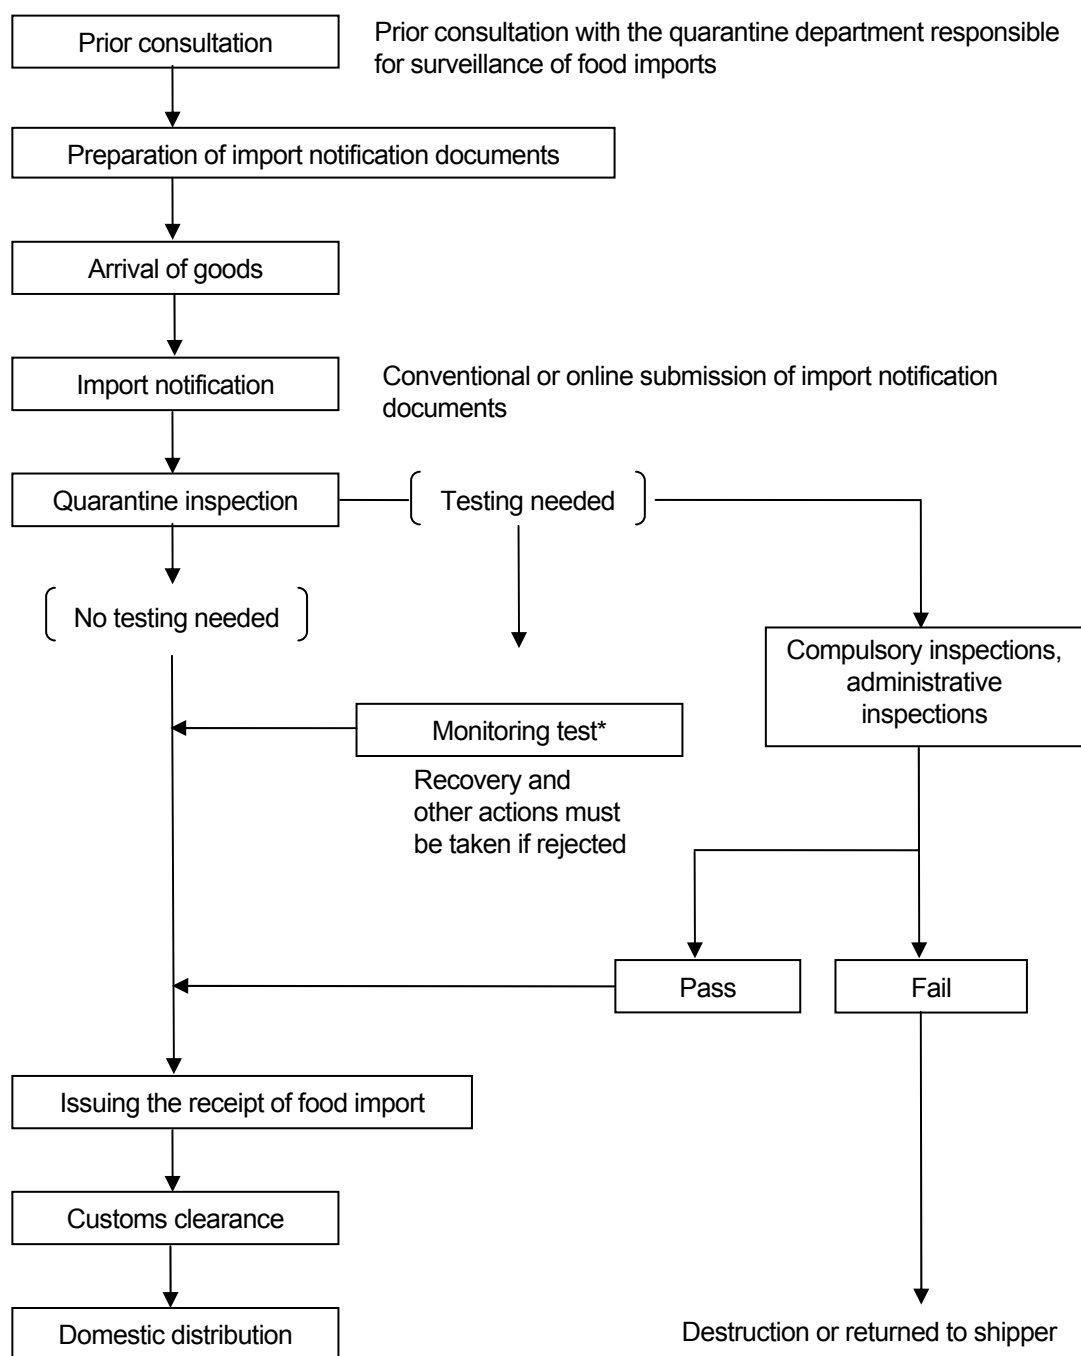 Prior consultation
Prior consultation with the quarantine department responsible
for surveillance of food imports
Preparation of import notification documents
Arrival of goods
Import notification
Conventional or online submission of import notification
documents
Quarantine inspection
Testing needed
No testing needed
Compulsory inspections,
administrative
inspections
Monitoring test*
Recovery and
other actions must
be taken if rejected
Pass
Fail
Issuing the receipt of food import
Customs clearance
Domestic distribution
Destruction or returned to shipper